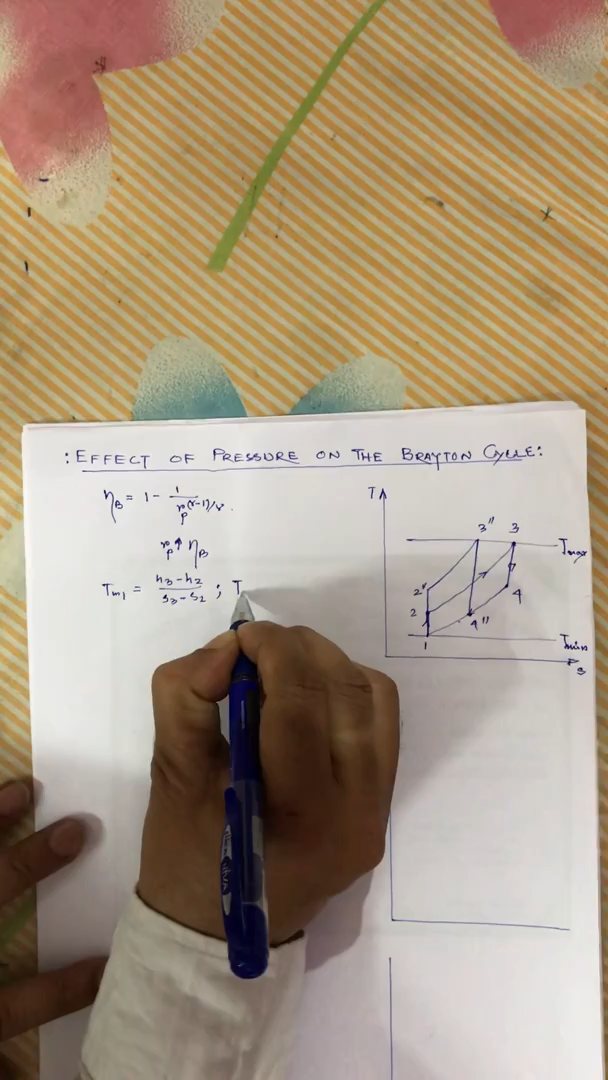 : EFFECT OF PRESSURE ON THE BRAYTON CYCLE:
ηB = 1 - 1/rp^(γ-1)/γ.
rp ↑ ηB
Tm1 = (h3 - h2)/(s3 - s2) ; T
T
3" 3
Tmax
2"
2
4
4"
1
Tmin
s